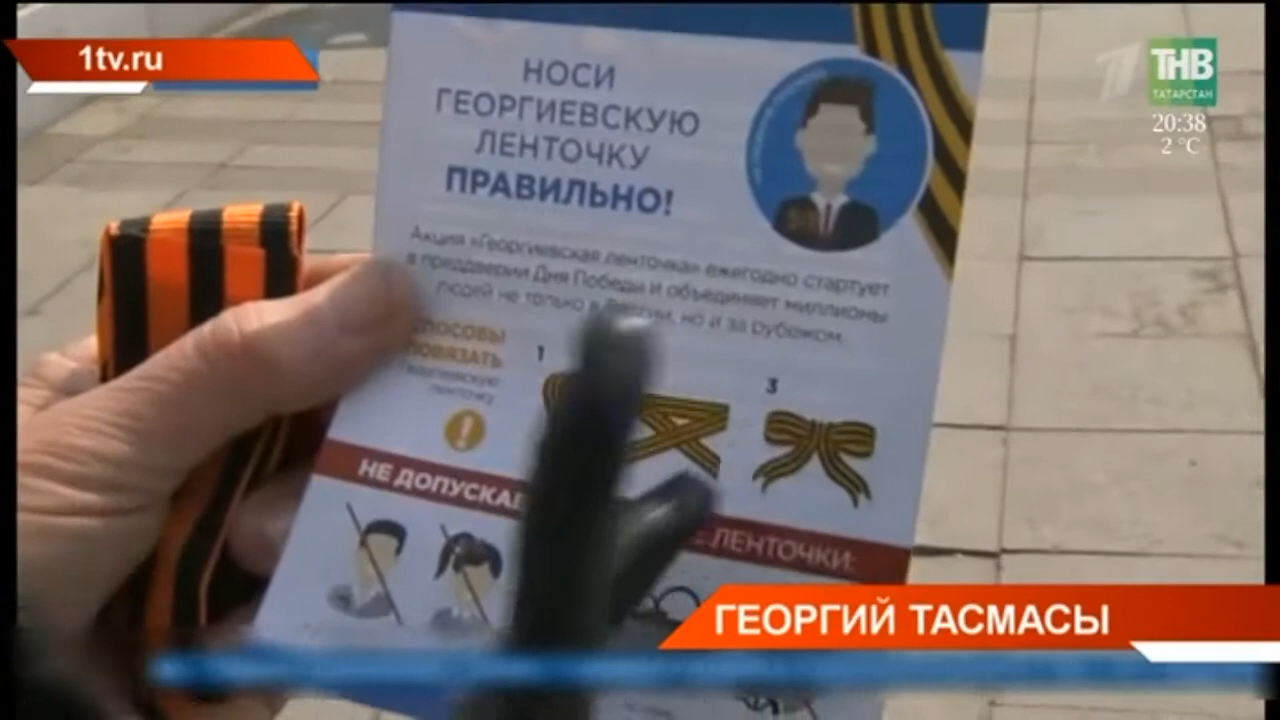 1tv.ru
ТНВ
ТАТАРСТАН
20:38
2 °C
НОСИ
ГЕОРГИЕВСКУЮ
ЛЕНТОЧКУ
ПРАВИЛЬНО!
Акция «Георгиевская ленточка» ежегодно стартует
в преддверии Дня Победы и объединяет миллионы
людей не только в России, но и за рубежом.
СПОСОБЫ
ПОВЯЗАТЬ
георгиевскую
ленточку
1
3
НЕ ДОПУСКАЕ
ЛЕНТОЧКИ:
ГЕОРГИЙ ТАСМАСЫ